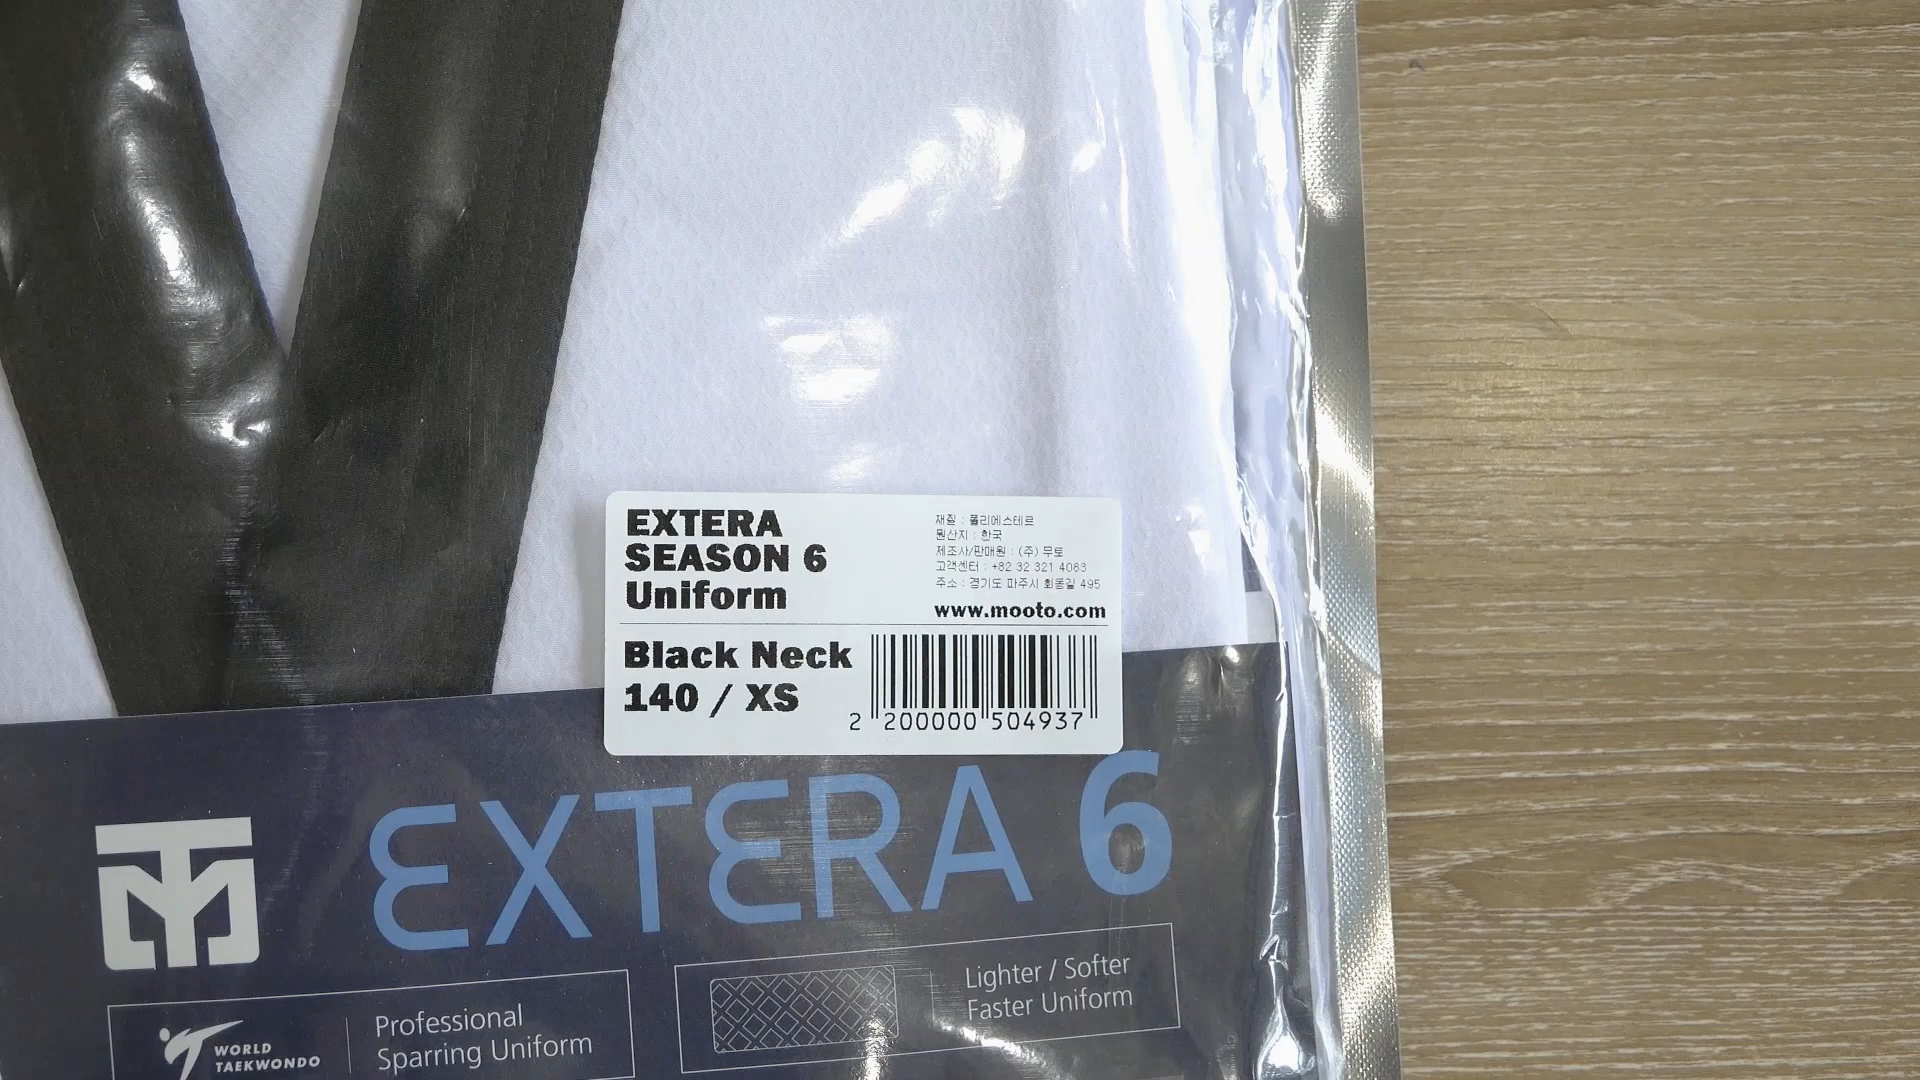 EXTERA
SEASON 6
Uniform
재질 : 폴리에스테르
원산지 : 한국
제조사/판매원 : (주) 무토
고객센터 : +82 32 321 4083
주소 : 경기도 파주시 회동길 495
www.mooto.com
Black Neck
140 / XS
2 200000 504937
EXTERA 6
WORLD
TAEKWONDO
Professional
Sparring Uniform
Lighter / Softer
Faster Uniform